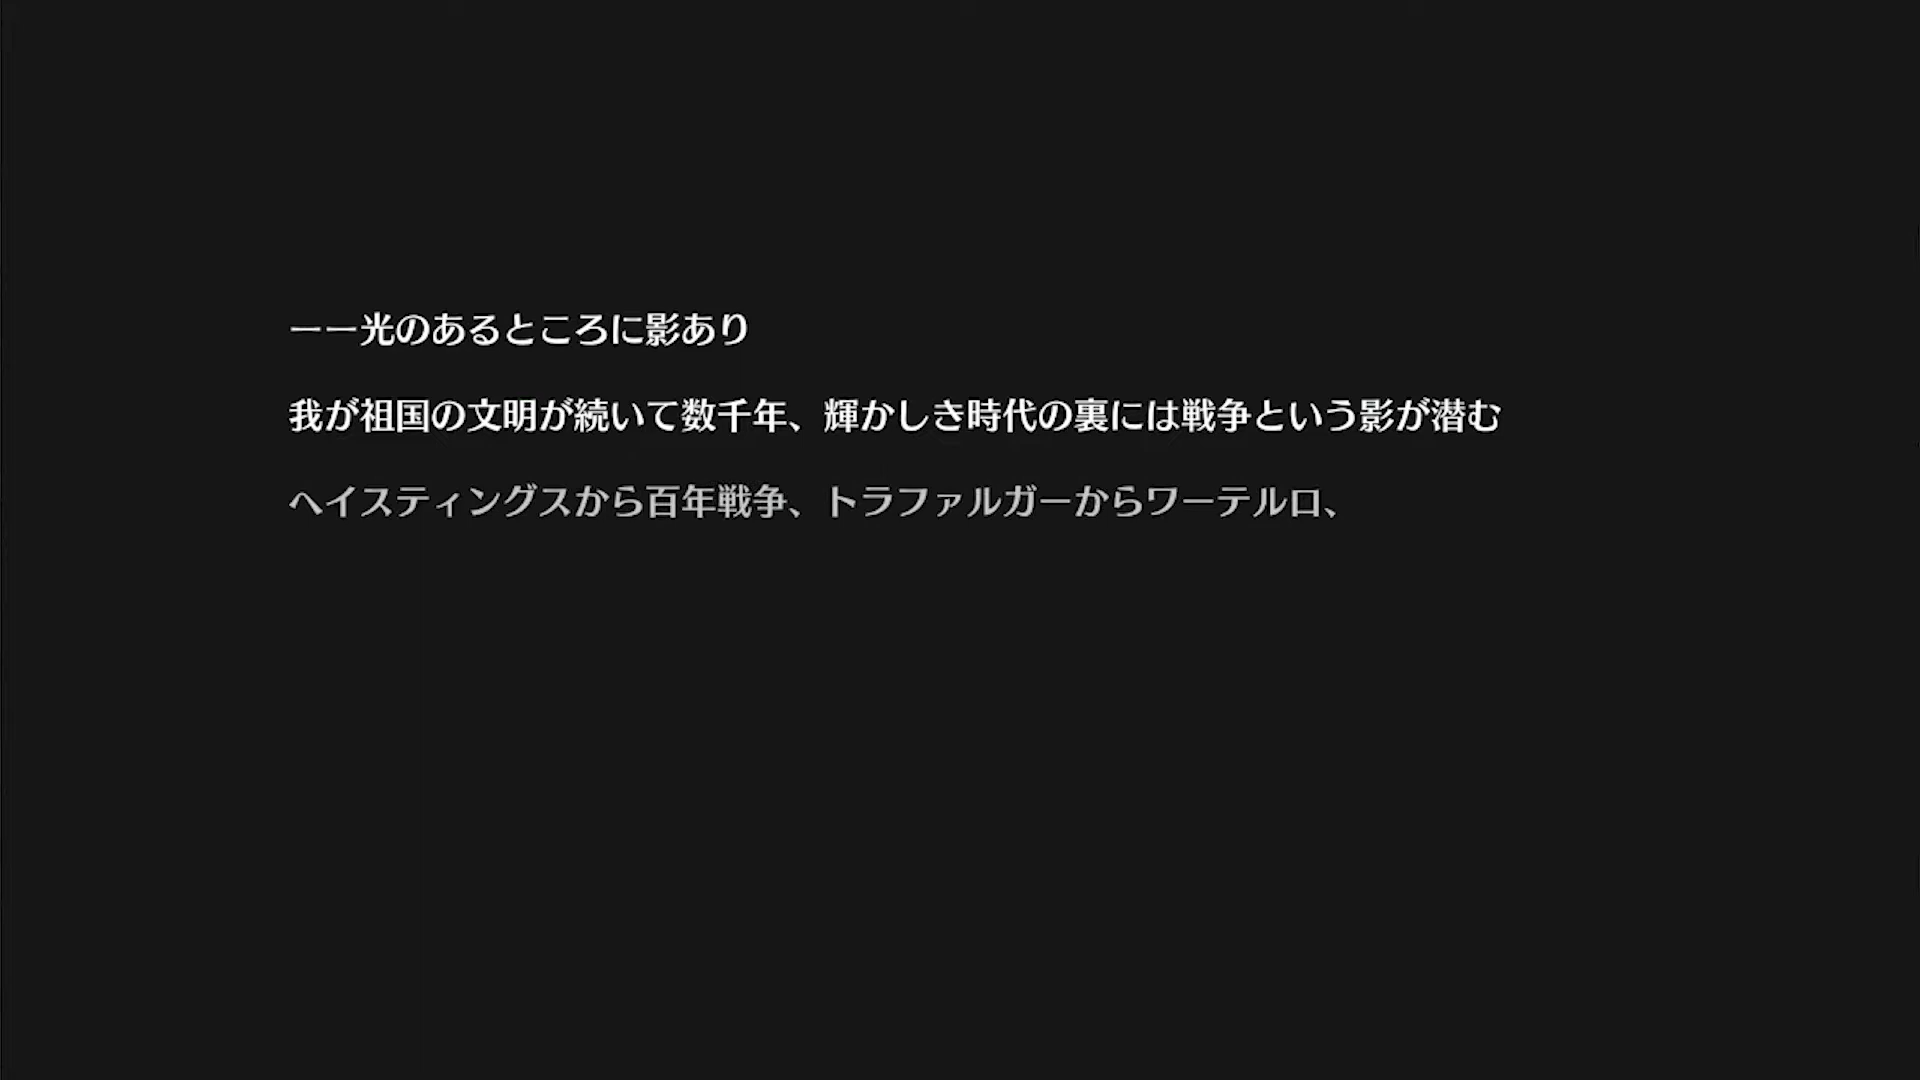 ーー光のあるところに影あり
我が祖国の文明が続いて数千年、輝かしき時代の裏には戦争という影が潜む
ヘイスティングスから百年戦争、トラファルガーからワーテルロ、